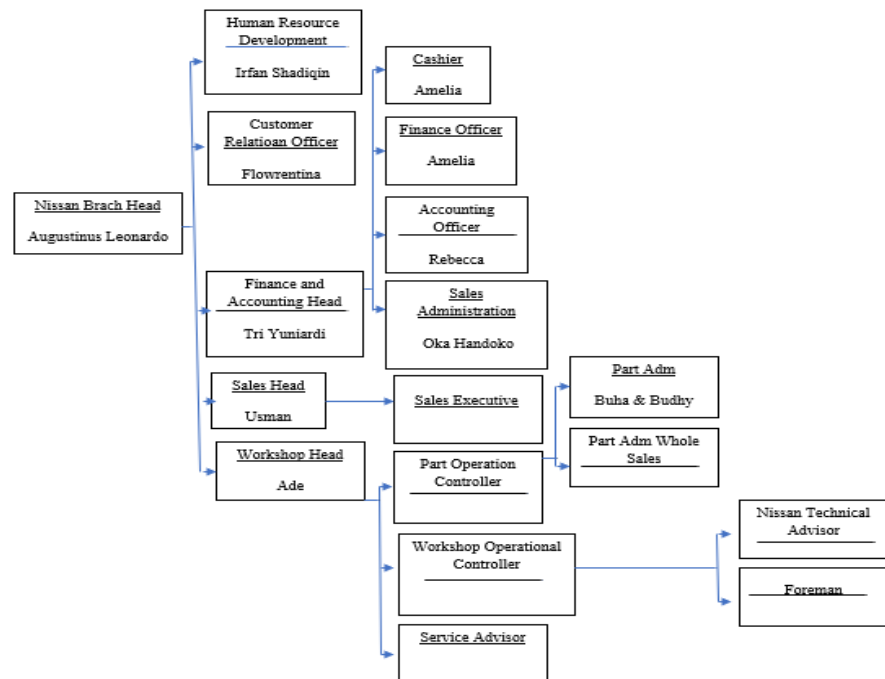 Human Resource
Development
Irfan Shadiqin
Cashier
Amelia
Customer
Relatioan Officer
Flowrentina
Finance Officer
Amelia
Nissan Brach Head
Augustinus Leonardo
Accounting
Officer
Rebecca
Finance and
Accounting Head
Tri Yuniardi
Sales
Administration
Oka Handoko
Sales Head
Usman
Sales Executive
Part Adm
Buha & Budhy
Workshop Head
Ade
Part Operation
Controller
Part Adm Whole
Sales
Workshop Operational
Controller
Nissan Technical
Advisor
Foreman
Service Advisor